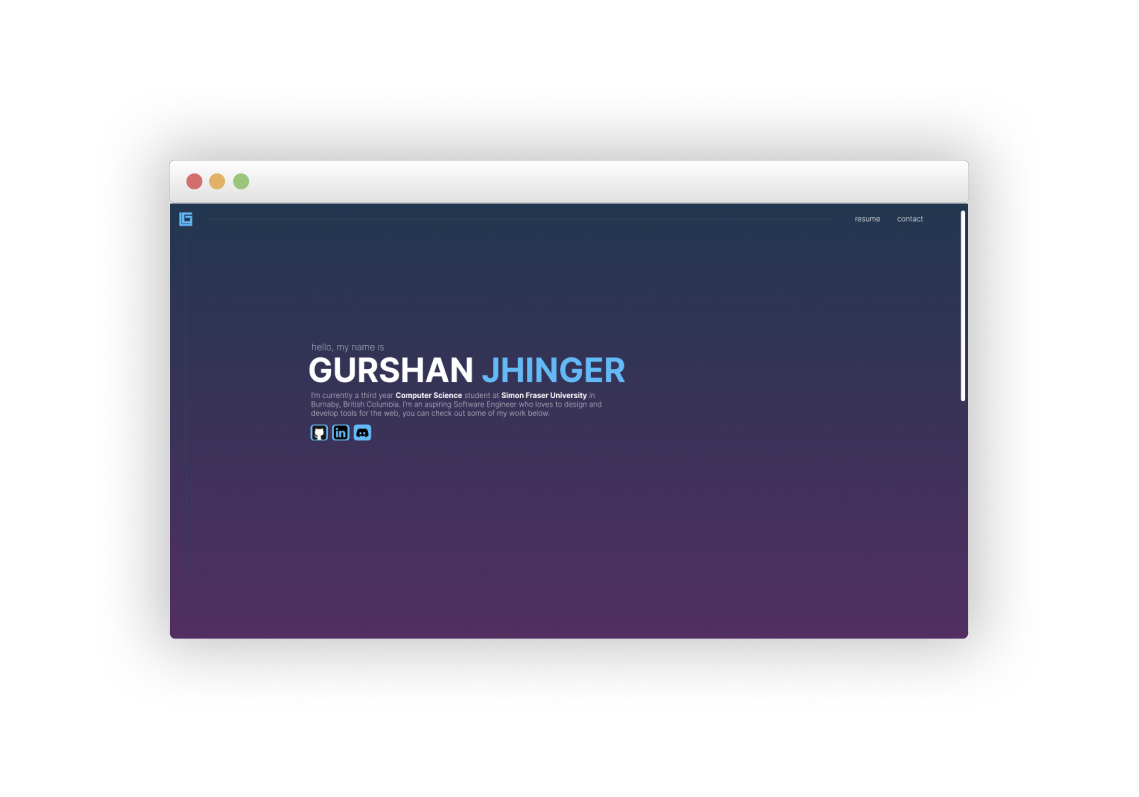 resume contact
hello, my name is
GURSHAN JHINGER
I'm currently a third year Computer Science student at Simon Fraser University in
Burnaby, British Columbia. I'm an aspiring Software Engineer who loves to design and
develop tools for the web, you can check out some of my work below.
in